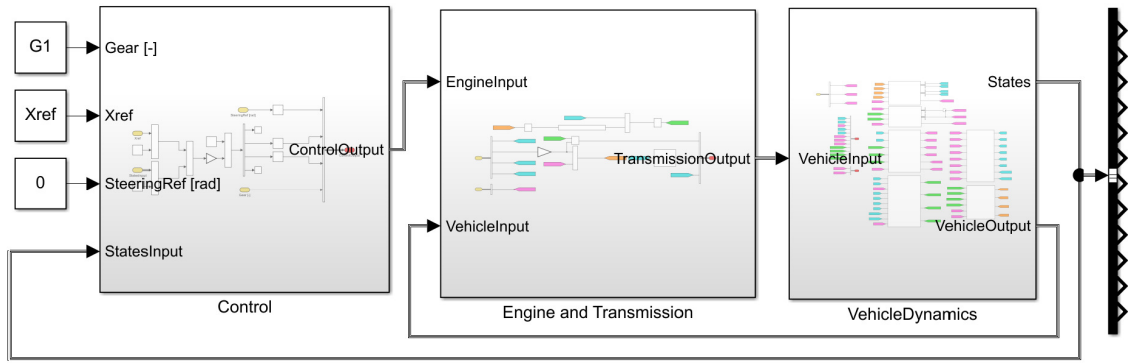 G1
Gear [-]
Xref
Xref
0
SteeringRef [rad]
StatesInput
ControlOutput
Control
EngineInput
VehicleInput
TransmissionOutput
Engine and Transmission
VehicleInput
States
VehicleOutput
VehicleDynamics